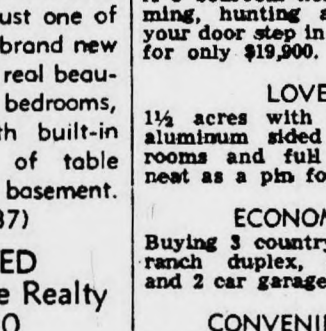 ust one of
brand new
real beau-
bedrooms,
th built-in
of table
basement.
37)
ED
e Realty
0
ming, hunting a
your door step in
for only $19,900.
LOVE
1½ acres with
aluminum sided
rooms and full
neat as a pin fo
ECONOM
Buying 3 country
ranch duplex,
and 2 car garage
CONVENIE